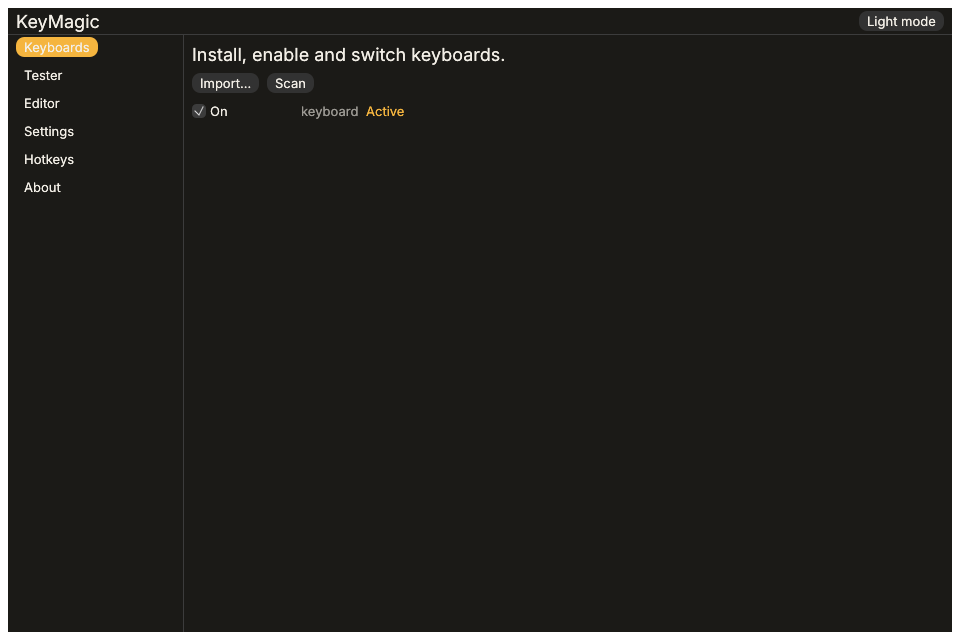 KeyMagic
Light mode
Keyboards
Tester
Editor
Settings
Hotkeys
About
Install, enable and switch keyboards.
Import... Scan
On keyboard Active